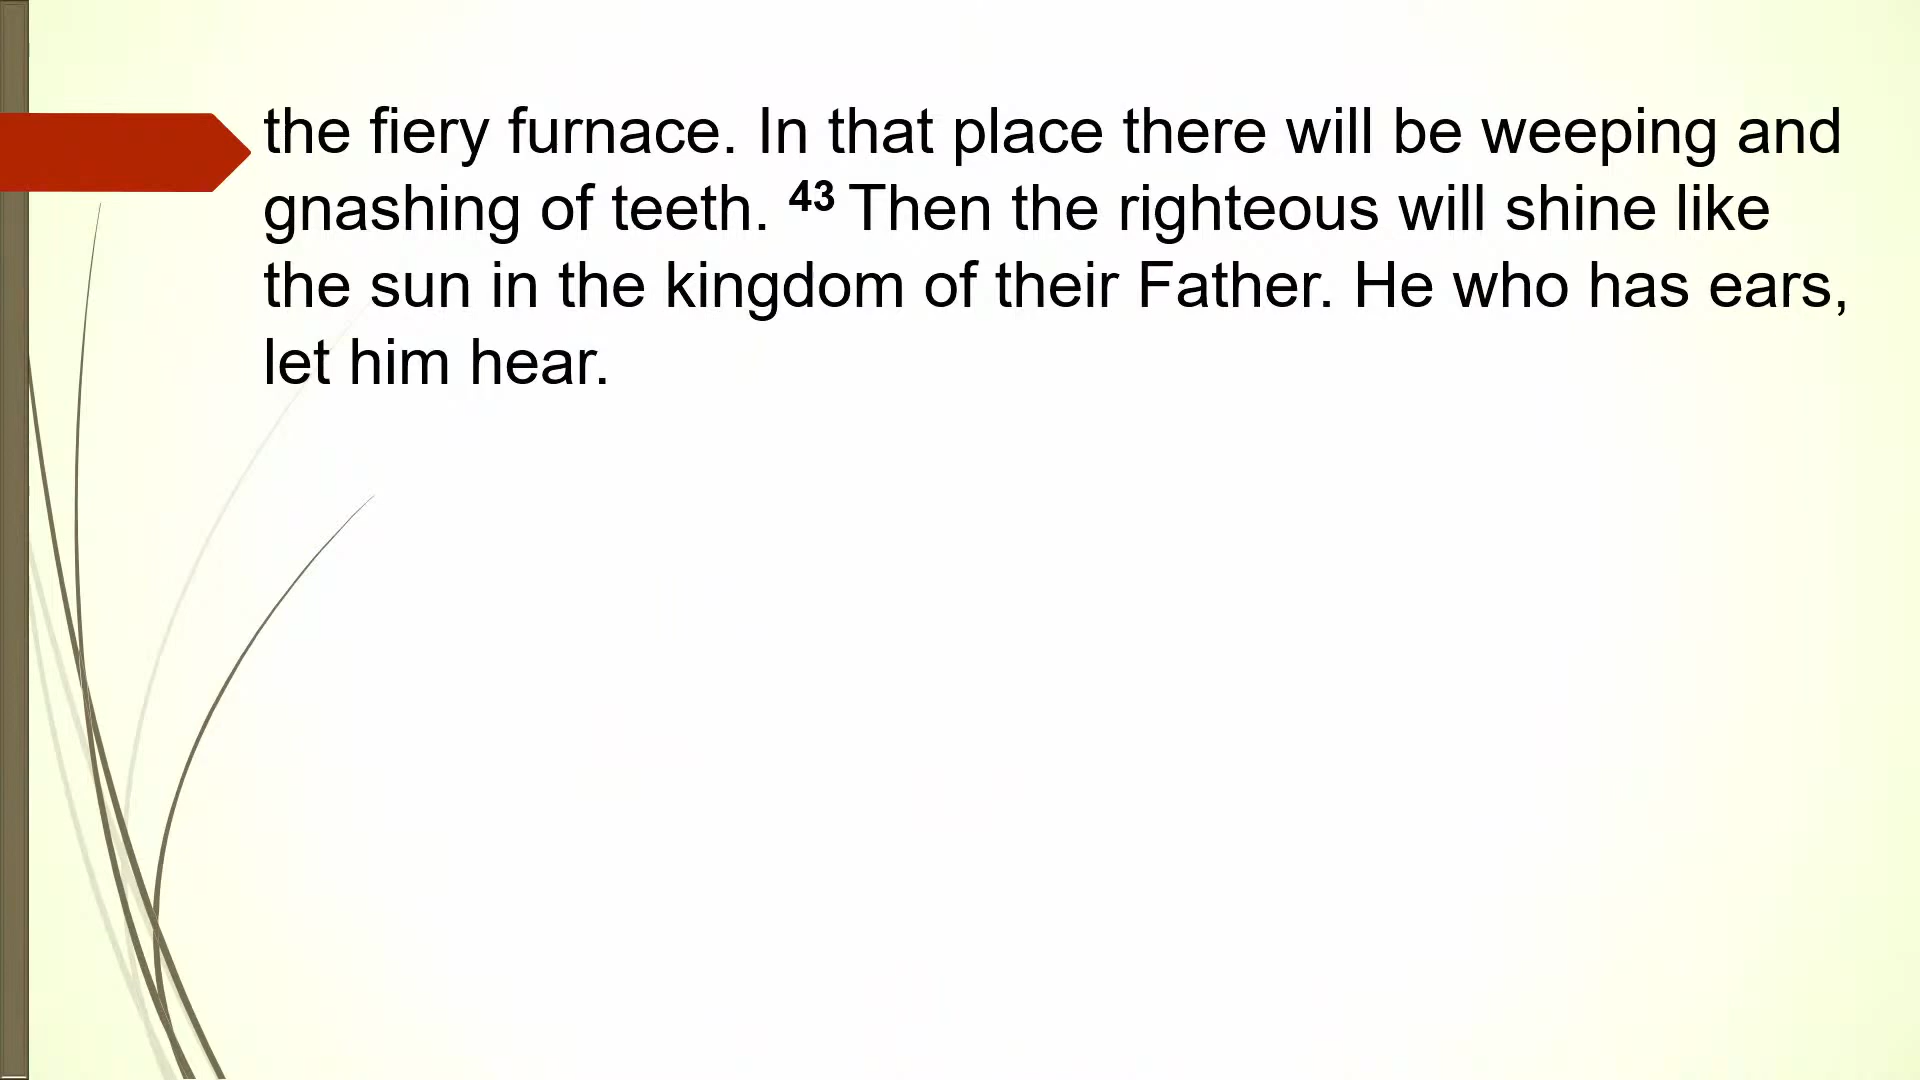 the fiery furnace. In that place there will be weeping and
gnashing of teeth. 43 Then the righteous will shine like
the sun in the kingdom of their Father. He who has ears,
let him hear.